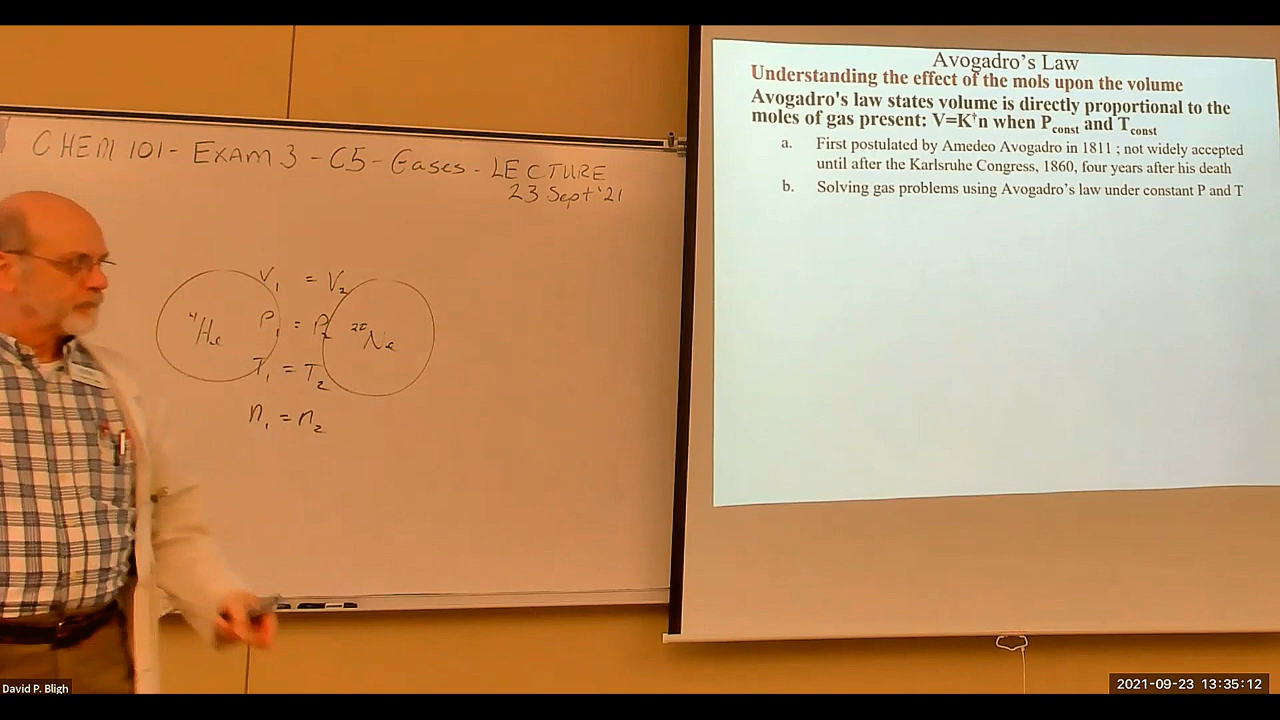 CHEM 101 - EXAM 3 - C5 - Gases - LECTURE
23 Sept '21
V₁ = V₂
⁴He P₁ = P₂ ²⁰Ne
T₁ = T₂
n₁ = n₂
Avogadro's Law
Understanding the effect of the mols upon the volume
Avogadro's law states volume is directly proportional to the
moles of gas present: V=K†n when Pconst and Tconst
a. First postulated by Amedeo Avogadro in 1811 ; not widely accepted
until after the Karlsruhe Congress, 1860, four years after his death
b. Solving gas problems using Avogadro's law under constant P and T
David P. Bligh
2021-09-23 13:35:12